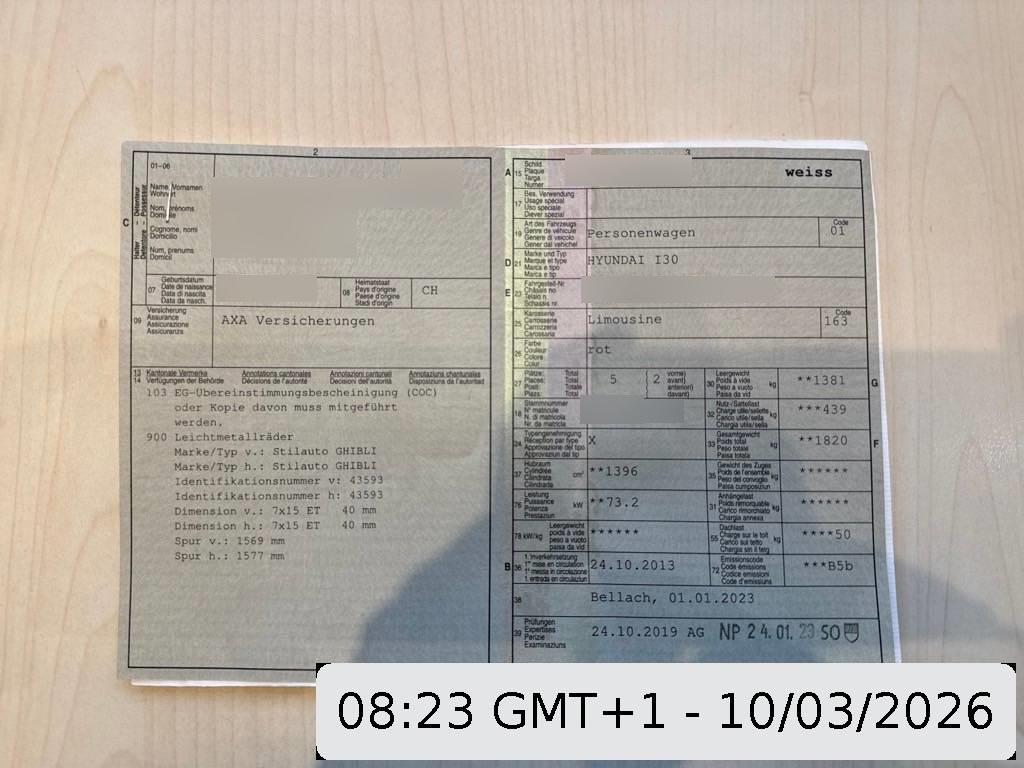 2
01-06
C
Halter Détenteur
Detentore - Possessur
Name, Vornamen
Wohnort
Nom, prénoms
Domicile
Cognome, nomi
Domicilio
Num, prenums
Domicil
07 Geburtsdatum
Date de naissance
Data di nascita
Data da nasch.
08 Heimatstaat
Pays d'origine
Paese d'origine
Stadi d'origin
CH
09 Versicherung
Assurance
Assicurazione
Assicuranza
AXA Versicherungen
13 Kantonale Vermerke Annotations cantonales Annotazioni cantonali Annotaziuns chantunalas
14 Verfügungen der Behörde Décisions de l'autorité Decisioni dell'autorità Disposiziuns da l'autoritad
103 EG-Übereinstimmungsbescheinigung (COC)
oder Kopie davon muss mitgeführt
werden.
900 Leichtmetallräder
Marke/Typ v.: Stilauto GHIBLI
Marke/Typ h.: Stilauto GHIBLI
Identifikationsnummer v: 43593
Identifikationsnummer h: 43593
Dimension v.: 7x15 ET 40 mm
Dimension h.: 7x15 ET 40 mm
Spur v.: 1569 mm
Spur h.: 1577 mm
3
A 15 Schild
Plaque
Targa
Numer
weiss
17 Bes. Verwendung
Usage spécial
Uso speciale
Diever spezial
19 Art des Fahrzeugs
Genre de véhicule
Genere di veicolo
Gener dal vehichel
Personenwagen
Code
01
D 21 Marke und Typ
Marque et type
Marca e tipo
Marca e tip
HYUNDAI I30
E 23 Fahrgestell-Nr
Châssis no
Telaio n.
Schassis nr.
25 Karosserie
Carrosserie
Carrozzeria
Carossaria
Limousine
Code
163
26 Farbe
Couleur
Colore
Colur
rot
27 Plätze: Total
Places: Total
Posti: Totale
Plazs: Total
5
2 vorne)
avant)
anteriori)
davant)
30 Leergewicht
Poids à vide
Peso a vuoto
Paisa da vid
kg
**1381
G
18 Stammnummer
N° matricule
N. di matricola
Nr. da matricla
32 Nutz-/Sattellast
Charge utile/sellette
Carico utile/sella
Chargia utila/sella
kg
***439
24 Typengenehmigung
Réception par type
Approvazione del tipo
Approvaziun dal tip
X
33 Gesamtgewicht
Poids total
Peso totale
Paisa totala
kg
**1820
F
37 Hubraum
Cylindrée
Cilindrata
Cilindrada
cm³
**1396
35 Gewicht des Zuges
Poids de l'ensemble
Peso del convoglio
Paisa cumposiziun
kg
******
76 Leistung
Puissance
Potenza
Prestaziun
kW
**73.2
31 Anhängelast
Poids remorquable
Carico rimorchiato
Chargia annexa
kg
******
78 kW/kg
Leergewicht
poids à vide
peso a vuoto
paisa da vid
******
55 Dachlast
Charge sur le toit
Carico sul tetto
Chargia sin il tetg
kg
****50
B 36 1. Inverkehrsetzung
1re mise en circulation
1a messa in circolazione
1. entrada en circulaziun
24.10.2013
72 Emissionscode
Code émissions
Codice emissioni
Code d'emissiuns
***B5b
38
Bellach, 01.01.2023
39 Prüfungen
Expertises
Perizie
Examinaziuns
24.10.2019 AG NP 24.01.23 SO
08:23 GMT+1 - 10/03/2026